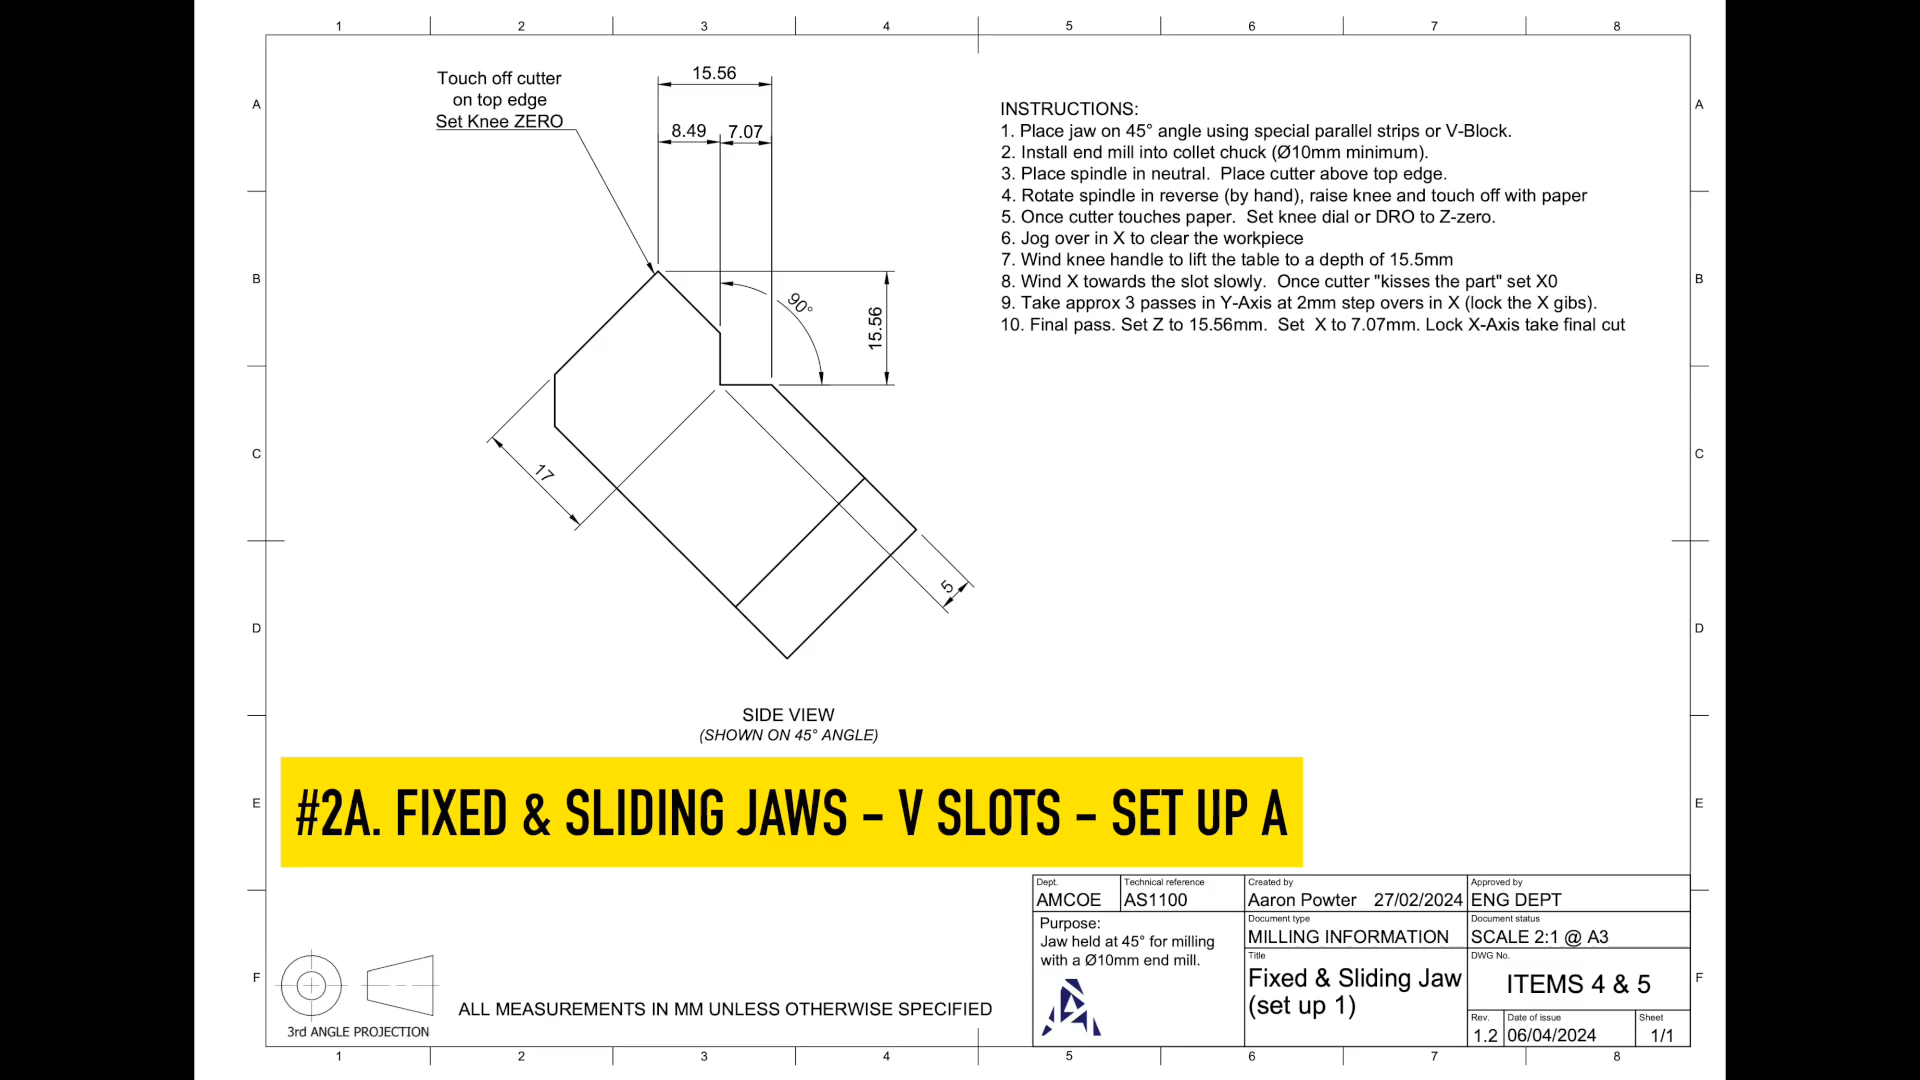 1 2 3 4 5 6 7 8
A A
B B
C C
D D
E E
F F
Touch off cutter
on top edge
Set Knee ZERO
15.56
8.49 7.07
90°
15.56
17
5
INSTRUCTIONS:
1. Place jaw on 45° angle using special parallel strips or V-Block.
2. Install end mill into collet chuck (Ø10mm minimum).
3. Place spindle in neutral. Place cutter above top edge.
4. Rotate spindle in reverse (by hand), raise knee and touch off with paper
5. Once cutter touches paper. Set knee dial or DRO to Z-zero.
6. Jog over in X to clear the workpiece
7. Wind knee handle to lift the table to a depth of 15.5mm
8. Wind X towards the slot slowly. Once cutter "kisses the part" set X0
9. Take approx 3 passes in Y-Axis at 2mm step overs in X (lock the X gibs).
10. Final pass. Set Z to 15.56mm. Set X to 7.07mm. Lock X-Axis take final cut
SIDE VIEW
(SHOWN ON 45° ANGLE)
#2A. FIXED & SLIDING JAWS - V SLOTS - SET UP A
Dept.
AMCOE
Technical reference
AS1100
Created by
Aaron Powter 27/02/2024
Approved by
ENG DEPT
Purpose:
Jaw held at 45° for milling
with a Ø10mm end mill.
Document type
MILLING INFORMATION
Document status
SCALE 2:1 @ A3
Title
Fixed & Sliding Jaw
(set up 1)
DWG No.
ITEMS 4 & 5
Rev.
1.2
Date of issue
06/04/2024
Sheet
1/1
3rd ANGLE PROJECTION
ALL MEASUREMENTS IN MM UNLESS OTHERWISE SPECIFIED
1 2 3 4 5 6 7 8